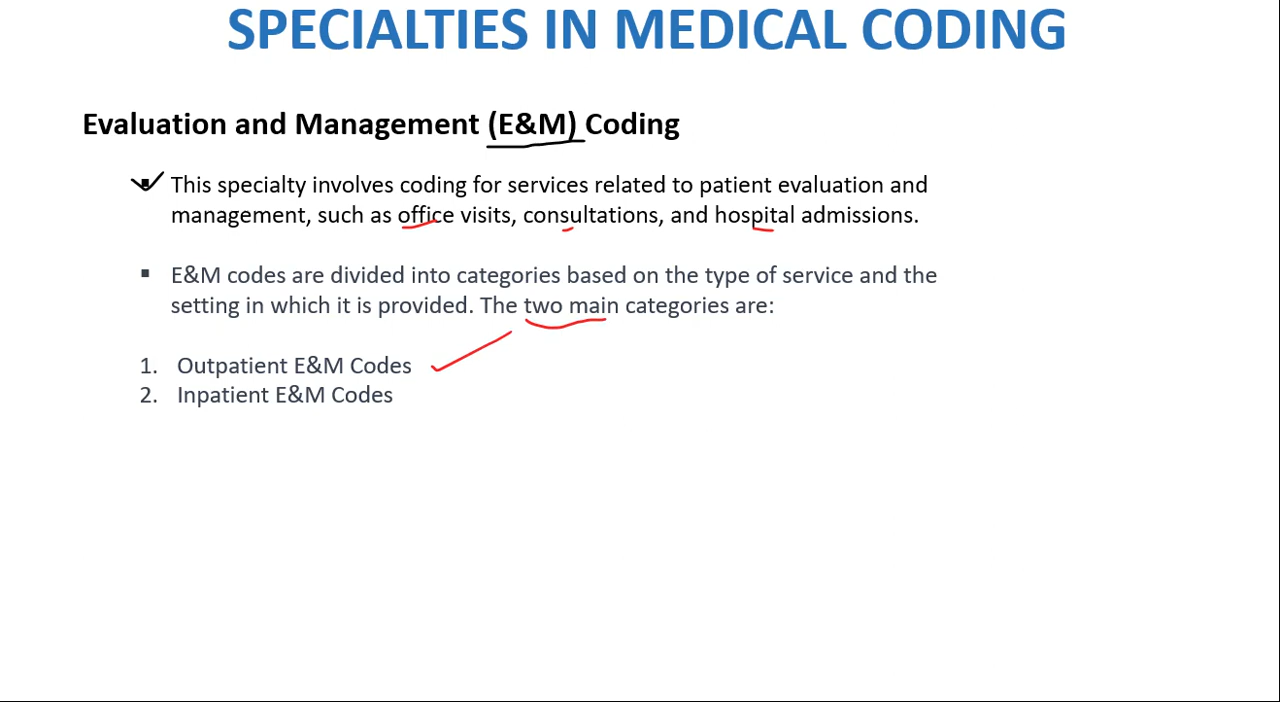 SPECIALTIES IN MEDICAL CODING
Evaluation and Management (E&M) Coding
▪ This specialty involves coding for services related to patient evaluation and
management, such as office visits, consultations, and hospital admissions.
▪ E&M codes are divided into categories based on the type of service and the
setting in which it is provided. The two main categories are:
1. Outpatient E&M Codes
2. Inpatient E&M Codes